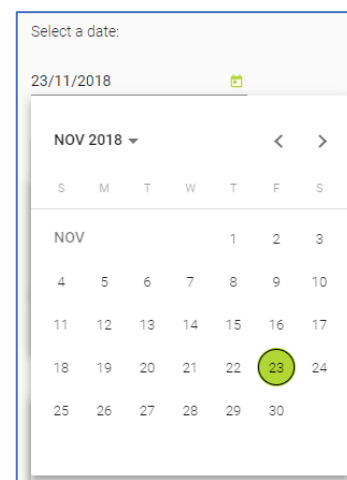 Select a date:
23/11/2018
NOV 2018
S M T W T F S
NOV 1 2 3
4 5 6 7 8 9 10
11 12 13 14 15 16 17
18 19 20 21 22 23 24
25 26 27 28 29 30